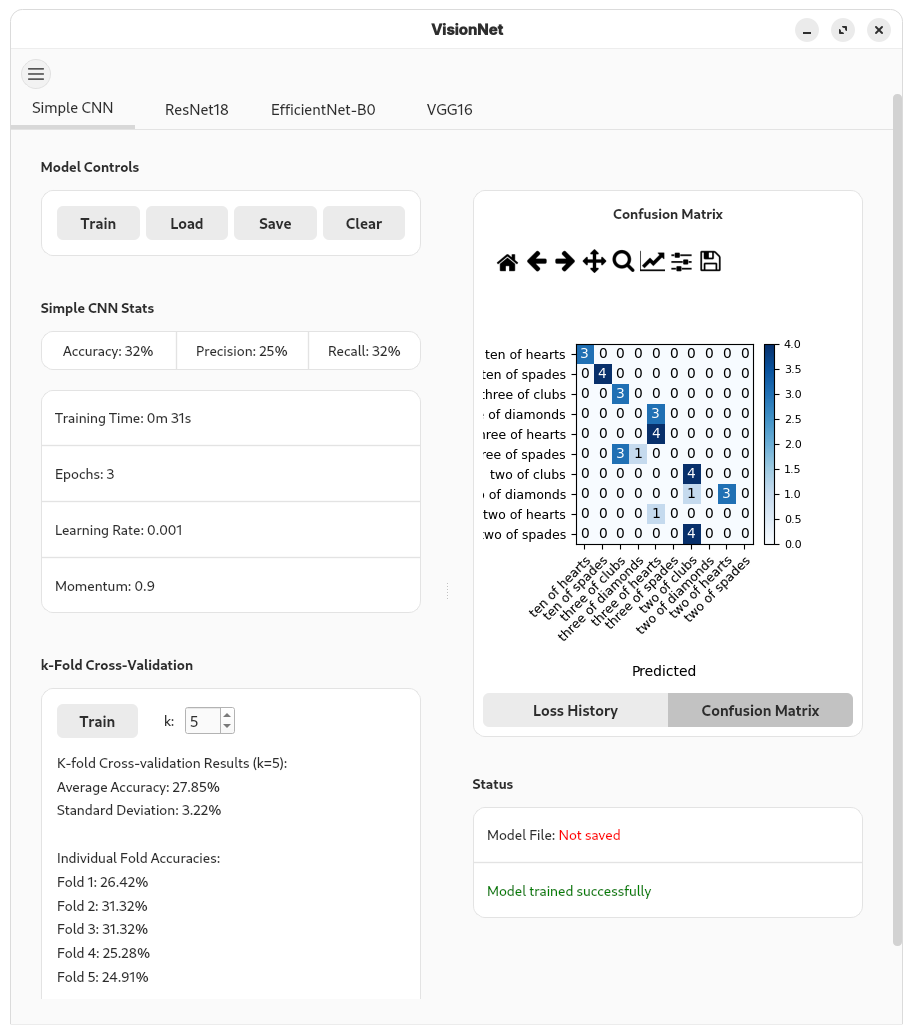 VisionNet
Simple CNN ResNet18 EfficientNet-B0 VGG16
Model Controls
Train Load Save Clear
Simple CNN Stats
Accuracy: 32% Precision: 25% Recall: 32%
Training Time: 0m 31s
Epochs: 3
Learning Rate: 0.001
Momentum: 0.9
k-Fold Cross-Validation
Train k: 5
K-fold Cross-validation Results (k=5):
Average Accuracy: 27.85%
Standard Deviation: 3.22%
Individual Fold Accuracies:
Fold 1: 26.42%
Fold 2: 31.32%
Fold 3: 31.32%
Fold 4: 25.28%
Fold 5: 24.91%
Confusion Matrix
ten of hearts 3 0 0 0 0 0 0 0 0 0
ten of spades 0 4 0 0 0 0 0 0 0 0
three of clubs 0 0 3 0 0 0 0 0 0 0
of diamonds 0 0 0 0 3 0 0 0 0 0
hree of hearts 0 0 0 0 4 0 0 0 0 0
ree of spades 0 0 3 1 0 0 0 0 0 0
two of clubs 0 0 0 0 0 0 4 0 0 0
of diamonds 0 0 0 0 0 0 1 0 3 0
two of hearts 0 0 0 0 1 0 0 0 0 0
two of spades 0 0 0 0 0 0 4 0 0 0
4.0
3.5
3.0
2.5
2.0
1.5
1.0
0.5
0.0
ten of hearts
ten of spades
three of clubs
three of diamonds
three of hearts
three of spades
two of clubs
two of diamonds
two of hearts
two of spades
Predicted
Loss History Confusion Matrix
Status
Model File: Not saved
Model trained successfully